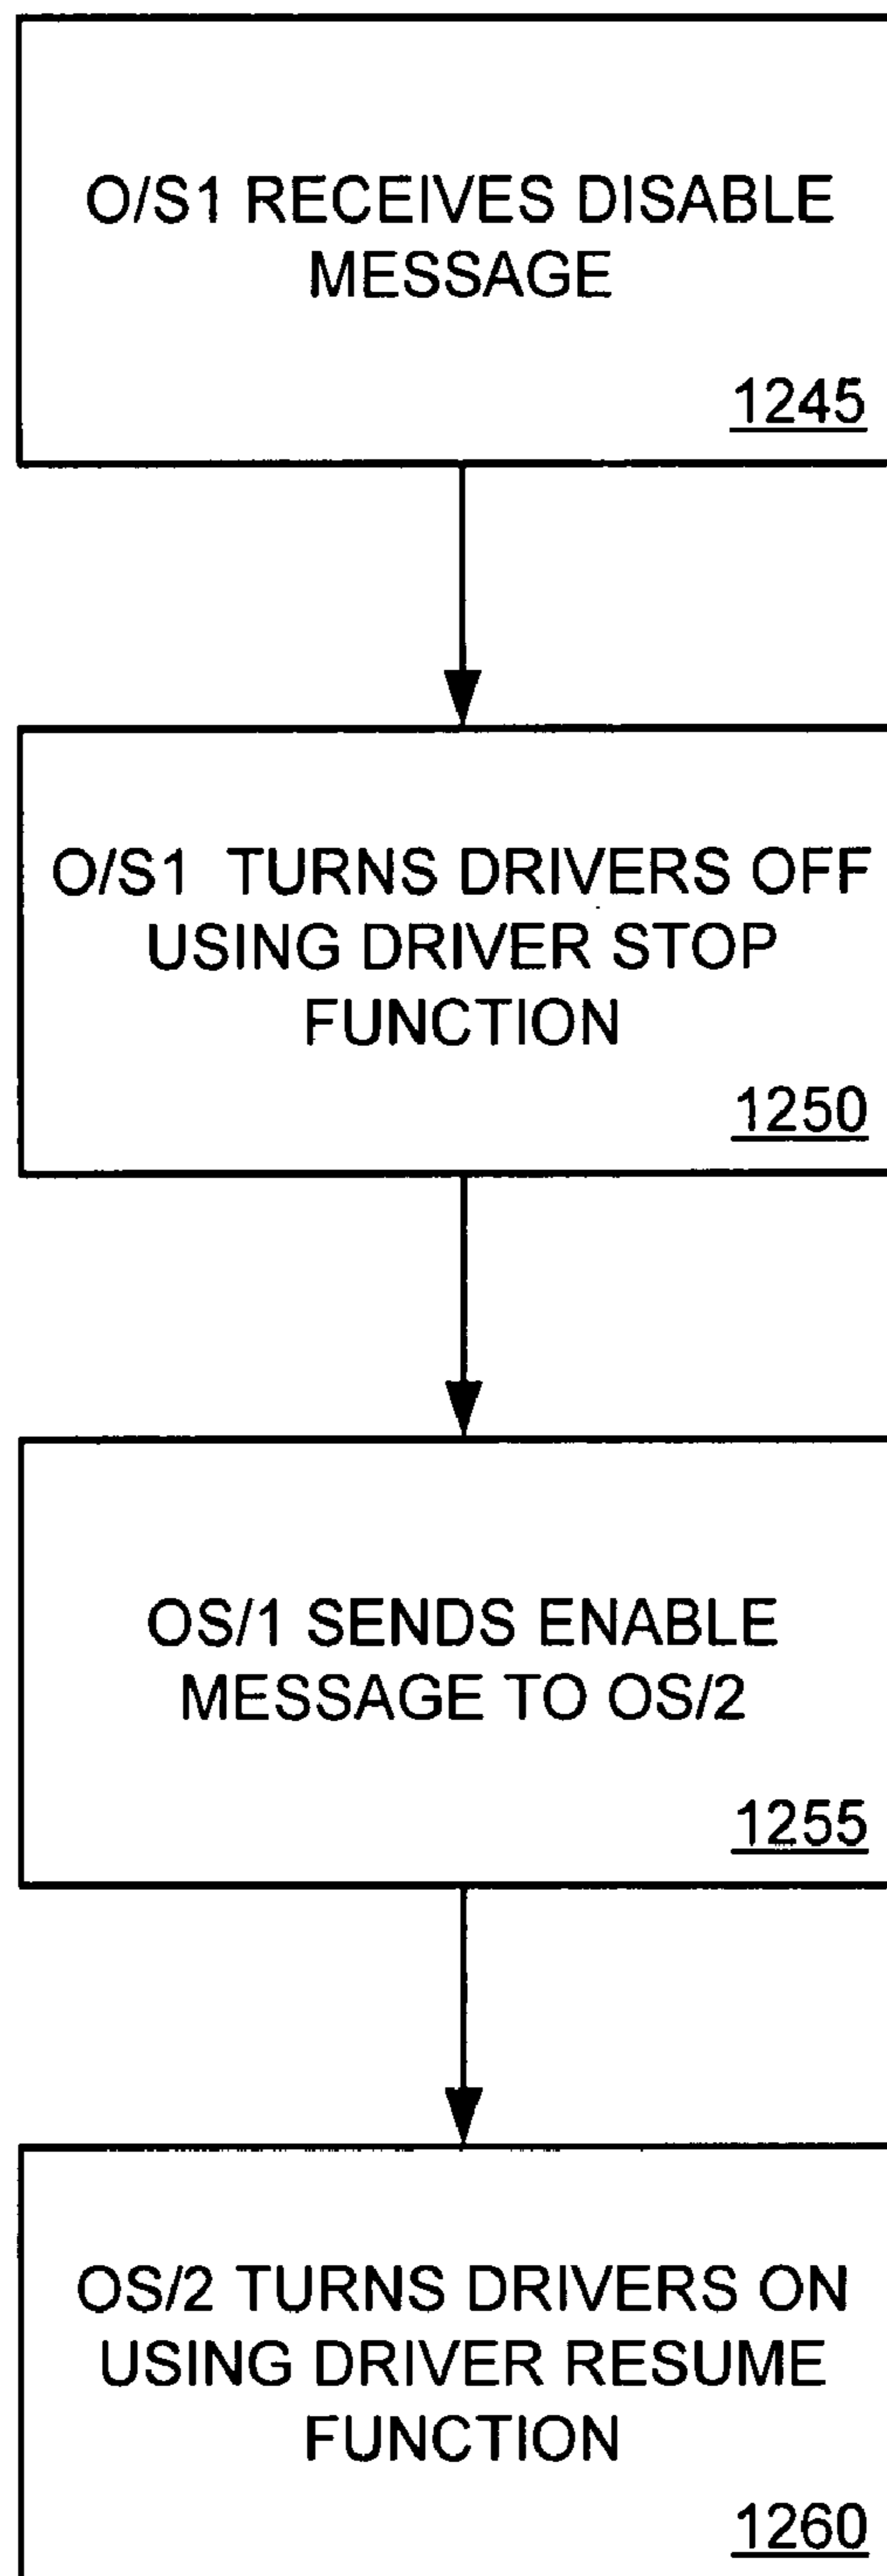 O/S1 RECEIVES DISABLE
MESSAGE
1245
O/S1 TURNS DRIVERS OFF
USING DRIVER STOP
FUNCTION
1250
OS/1 SENDS ENABLE
MESSAGE TO OS/2
1255
OS/2 TURNS DRIVERS ON
USING DRIVER RESUME
FUNCTION
1260